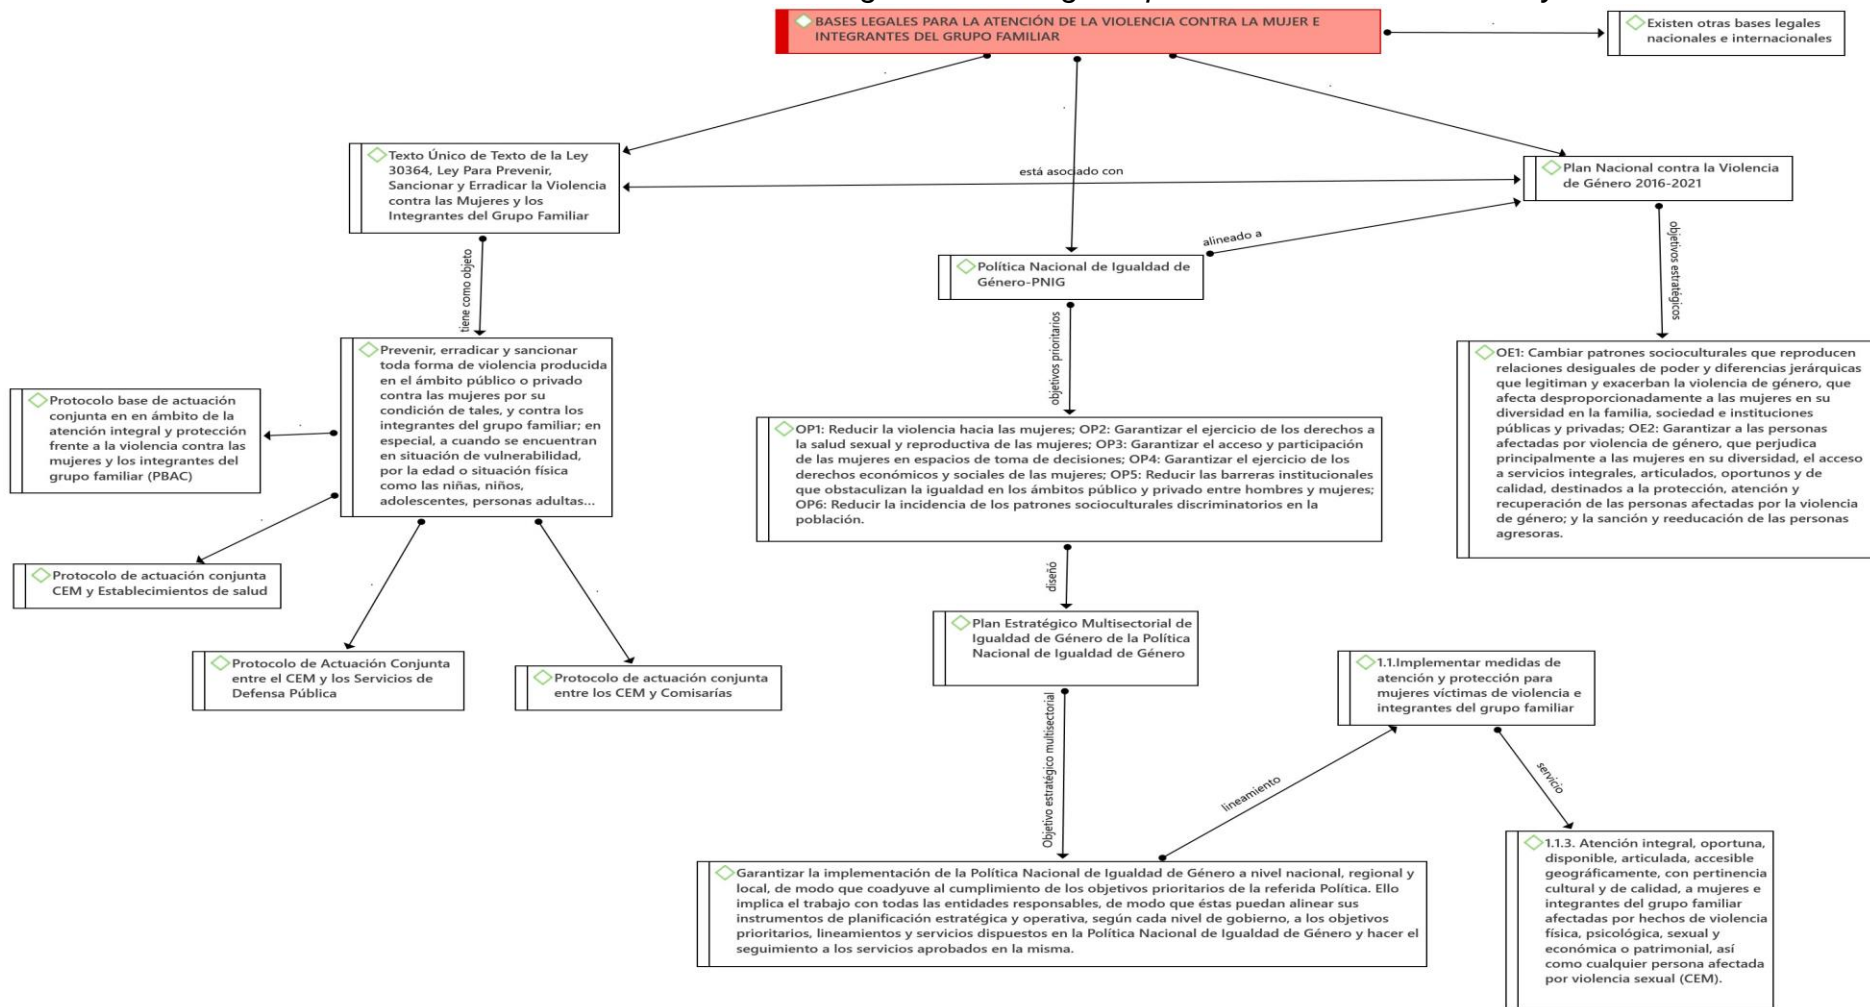 BASES LEGALES PARA LA ATENCIÓN DE LA VIOLENCIA CONTRA LA MUJER E
INTEGRANTES DEL GRUPO FAMILIAR
Existen otras bases legales
nacionales e internacionales
Texto Único de Texto de la Ley
30364, Ley Para Prevenir,
Sancionar y Erradicar la Violencia
contra las Mujeres y los
Integrantes del Grupo Familiar
está asociado con
Plan Nacional contra la Violencia
de Género 2016-2021
alineado a
Política Nacional de Igualdad de
Género-PNIG
tiene como objeto
objetivos prioritarios
objetivos estratégicos
Prevenir, erradicar y sancionar
toda forma de violencia producida
en el ámbito público o privado
contra las mujeres por su
condición de tales, y contra los
integrantes del grupo familiar; en
especial, a cuando se encuentran
en situación de vulnerabilidad,
por la edad o situación física
como las niñas, niños,
adolescentes, personas adultas...
Protocolo base de actuación
conjunta en en ámbito de la
atención integral y protección
frente a la violencia contra las
mujeres y los integrantes del
grupo familiar (PBAC)
Protocolo de actuación conjunta
CEM y Establecimientos de salud
Protocolo de Actuación Conjunta
entre el CEM y los Servicios de
Defensa Pública
Protocolo de actuación conjunta
entre los CEM y Comisarías
OP1: Reducir la violencia hacia las mujeres; OP2: Garantizar el ejercicio de los derechos a
la salud sexual y reproductiva de las mujeres; OP3: Garantizar el acceso y participación
de las mujeres en espacios de toma de decisiones; OP4: Garantizar el ejercicio de los
derechos económicos y sociales de las mujeres; OP5: Reducir las barreras institucionales
que obstaculizan la igualdad en los ámbitos público y privado entre hombres y mujeres;
OP6: Reducir la incidencia de los patrones socioculturales discriminatorios en la
población.
OE1: Cambiar patrones socioculturales que reproducen
relaciones desiguales de poder y diferencias jerárquicas
que legitiman y exacerban la violencia de género, que
afecta desproporcionadamente a las mujeres en su
diversidad en la familia, sociedad e instituciones
públicas y privadas; OE2: Garantizar a las personas
afectadas por violencia de género, que perjudica
principalmente a las mujeres en su diversidad, el acceso
a servicios integrales, articulados, oportunos y de
calidad, destinados a la protección, atención y
recuperación de las personas afectadas por la violencia
de género; y la sanción y reeducación de las personas
agresoras.
diseñó
Plan Estratégico Multisectorial de
Igualdad de Género de la Política
Nacional de Igualdad de Género
Objetivo estratégico multisectorial
1.1.Implementar medidas de
atención y protección para
mujeres víctimas de violencia e
integrantes del grupo familiar
lineamiento
servicio
Garantizar la implementación de la Política Nacional de Igualdad de Género a nivel nacional, regional y
local, de modo que coadyuve al cumplimiento de los objetivos prioritarios de la referida Política. Ello
implica el trabajo con todas las entidades responsables, de modo que éstas puedan alinear sus
instrumentos de planificación estratégica y operativa, según cada nivel de gobierno, a los objetivos
prioritarios, lineamientos y servicios dispuestos en la Política Nacional de Igualdad de Género y hacer el
seguimiento a los servicios aprobados en la misma.
1.1.3. Atención integral, oportuna,
disponible, articulada, accesible
geográficamente, con pertinencia
cultural y de calidad, a mujeres e
integrantes del grupo familiar
afectadas por hechos de violencia
física, psicológica, sexual y
económica o patrimonial, así
como cualquier persona afectada
por violencia sexual (CEM).